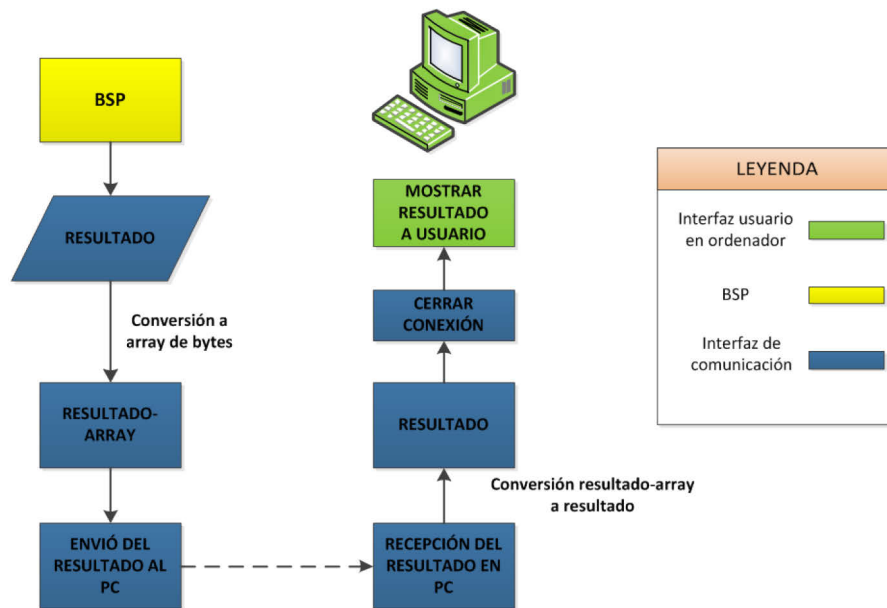 BSP
RESULTADO
Conversión a
array de bytes
RESULTADO-
ARRAY
ENVIÓ DEL
RESULTADO AL
PC
MOSTRAR
RESULTADO
A USUARIO
CERRAR
CONEXIÓN
RESULTADO
Conversión resultado-array
a resultado
RECEPCIÓN DEL
RESULTADO EN
PC
LEYENDA
Interfaz usuario
en ordenador
BSP
Interfaz de
comunicación